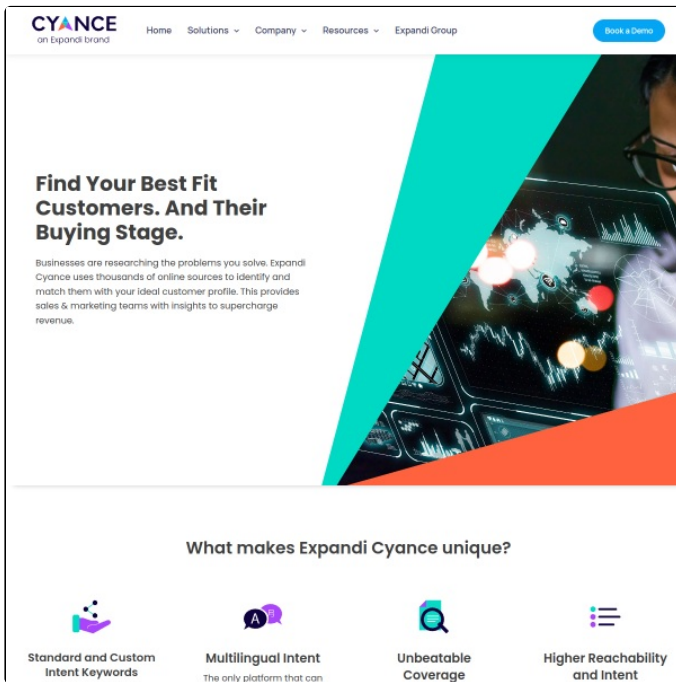 CYANCE
an Expandi brand
Home
Solutions
Company
Resources
Expandi Group
Book a Demo
Find Your Best Fit
Customers. And Their
Buying Stage.
Businesses are researching the problems you solve. Expandi
Cyance uses thousands of online sources to identify and
match them with your ideal customer profile. This provides
sales & marketing teams with insights to supercharge
revenue.
What makes Expandi Cyance unique?
A
Standard and Custom
Intent Keywords
Multilingual Intent
The only platform that can
Unbeatable
Coverage
Higher Reachability
and Intent